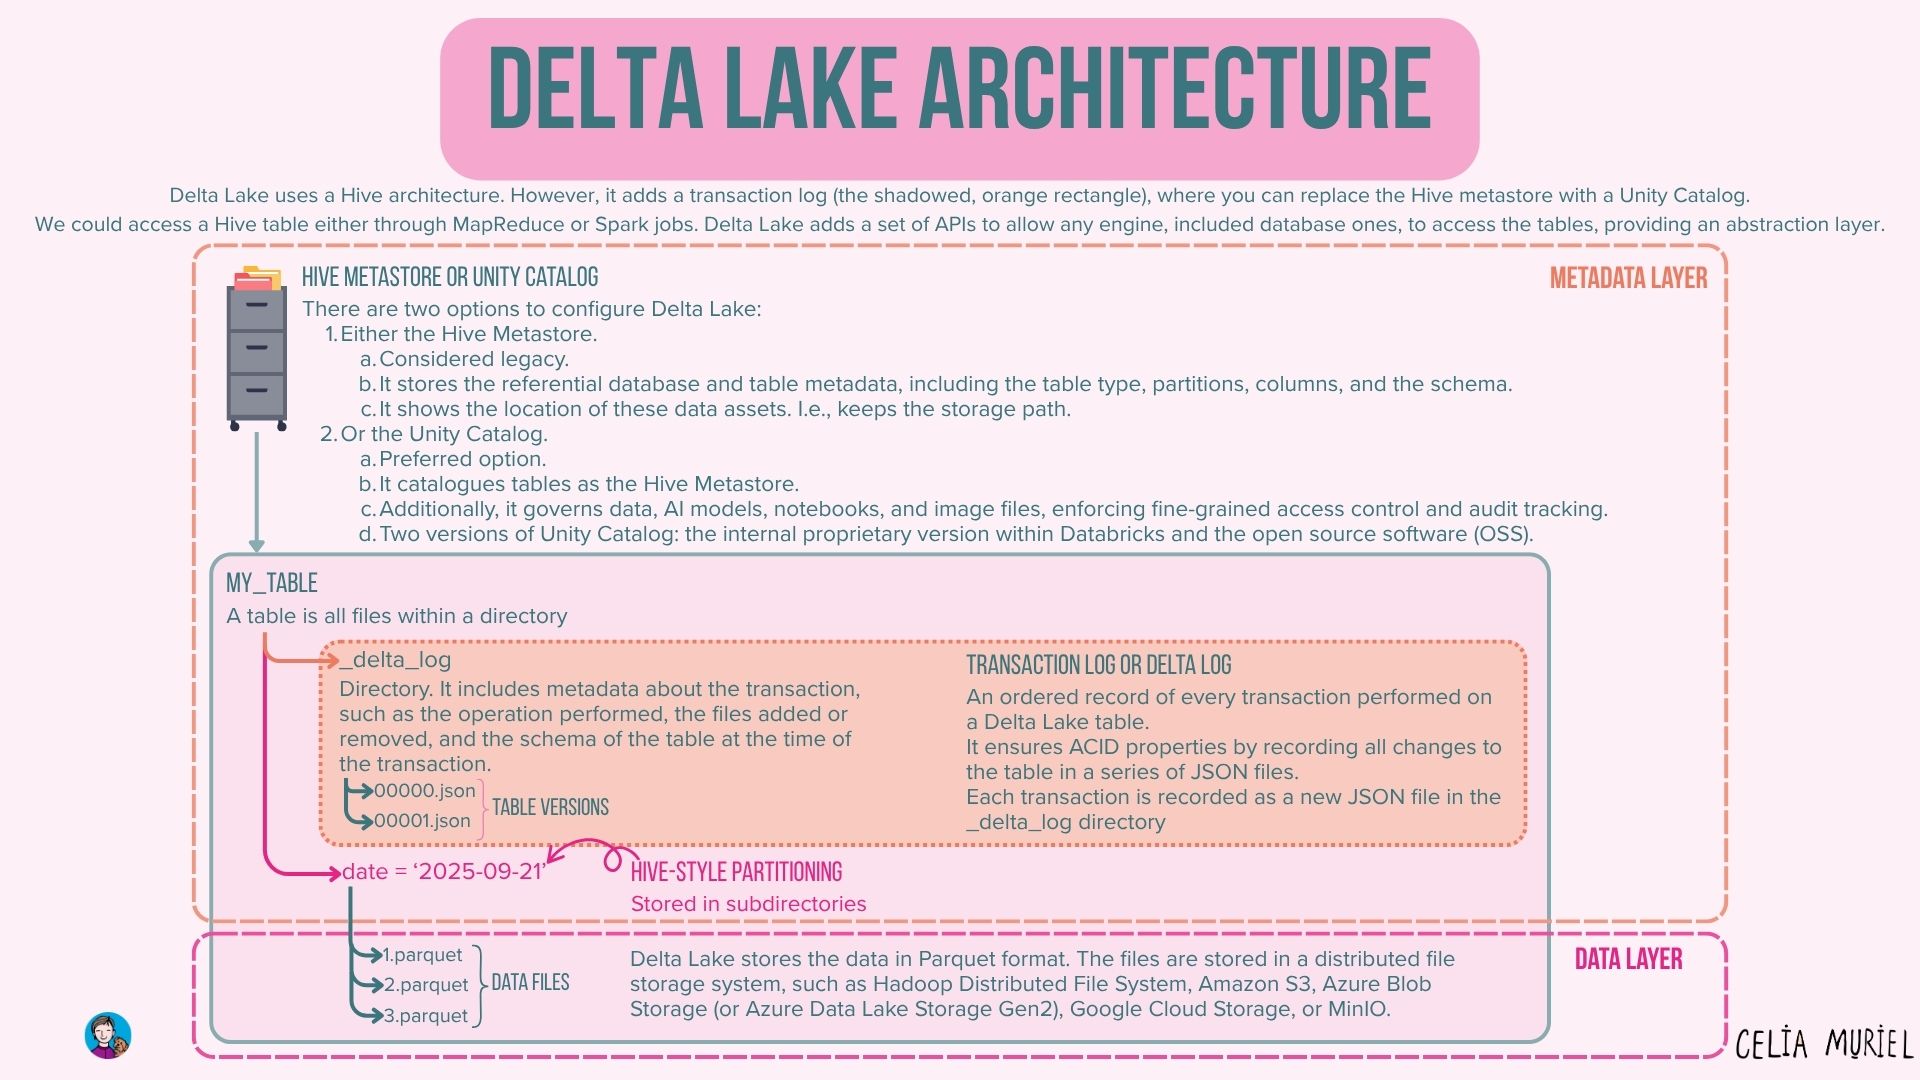 DELTA LAKE ARCHITECTURE
Delta Lake uses a Hive architecture. However, it adds a transaction log (the shadowed, orange rectangle), where you can replace the Hive metastore with a Unity Catalog.
We could access a Hive table either through MapReduce or Spark jobs. Delta Lake adds a set of APIs to allow any engine, included database ones, to access the tables, providing an abstraction layer.
HIVE METASTORE OR UNITY CATALOG
METADATA LAYER
There are two options to configure Delta Lake:
1. Either the Hive Metastore.
a. Considered legacy.
b. It stores the referential database and table metadata, including the table type, partitions, columns, and the schema.
c. It shows the location of these data assets. I.e., keeps the storage path.
2. Or the Unity Catalog.
a. Preferred option.
b. It catalogues tables as the Hive Metastore.
c. Additionally, it governs data, AI models, notebooks, and image files, enforcing fine-grained access control and audit tracking.
d. Two versions of Unity Catalog: the internal proprietary version within Databricks and the open source software (OSS).
MY_TABLE
A table is all files within a directory
_delta_log
Directory. It includes metadata about the transaction,
such as the operation performed, the files added or
removed, and the schema of the table at the time of
the transaction.
00000.json
00001.json
TABLE VERSIONS
TRANSACTION LOG OR DELTA LOG
An ordered record of every transaction performed on
a Delta Lake table.
It ensures ACID properties by recording all changes to
the table in a series of JSON files.
Each transaction is recorded as a new JSON file in the
_delta_log directory
date = ‘2025-09-21’
HIVE-STYLE PARTITIONING
Stored in subdirectories
1.parquet
2.parquet
3.parquet
DATA FILES
Delta Lake stores the data in Parquet format. The files are stored in a distributed file
storage system, such as Hadoop Distributed File System, Amazon S3, Azure Blob
Storage (or Azure Data Lake Storage Gen2), Google Cloud Storage, or MinIO.
DATA LAYER
CELIA MURIEL